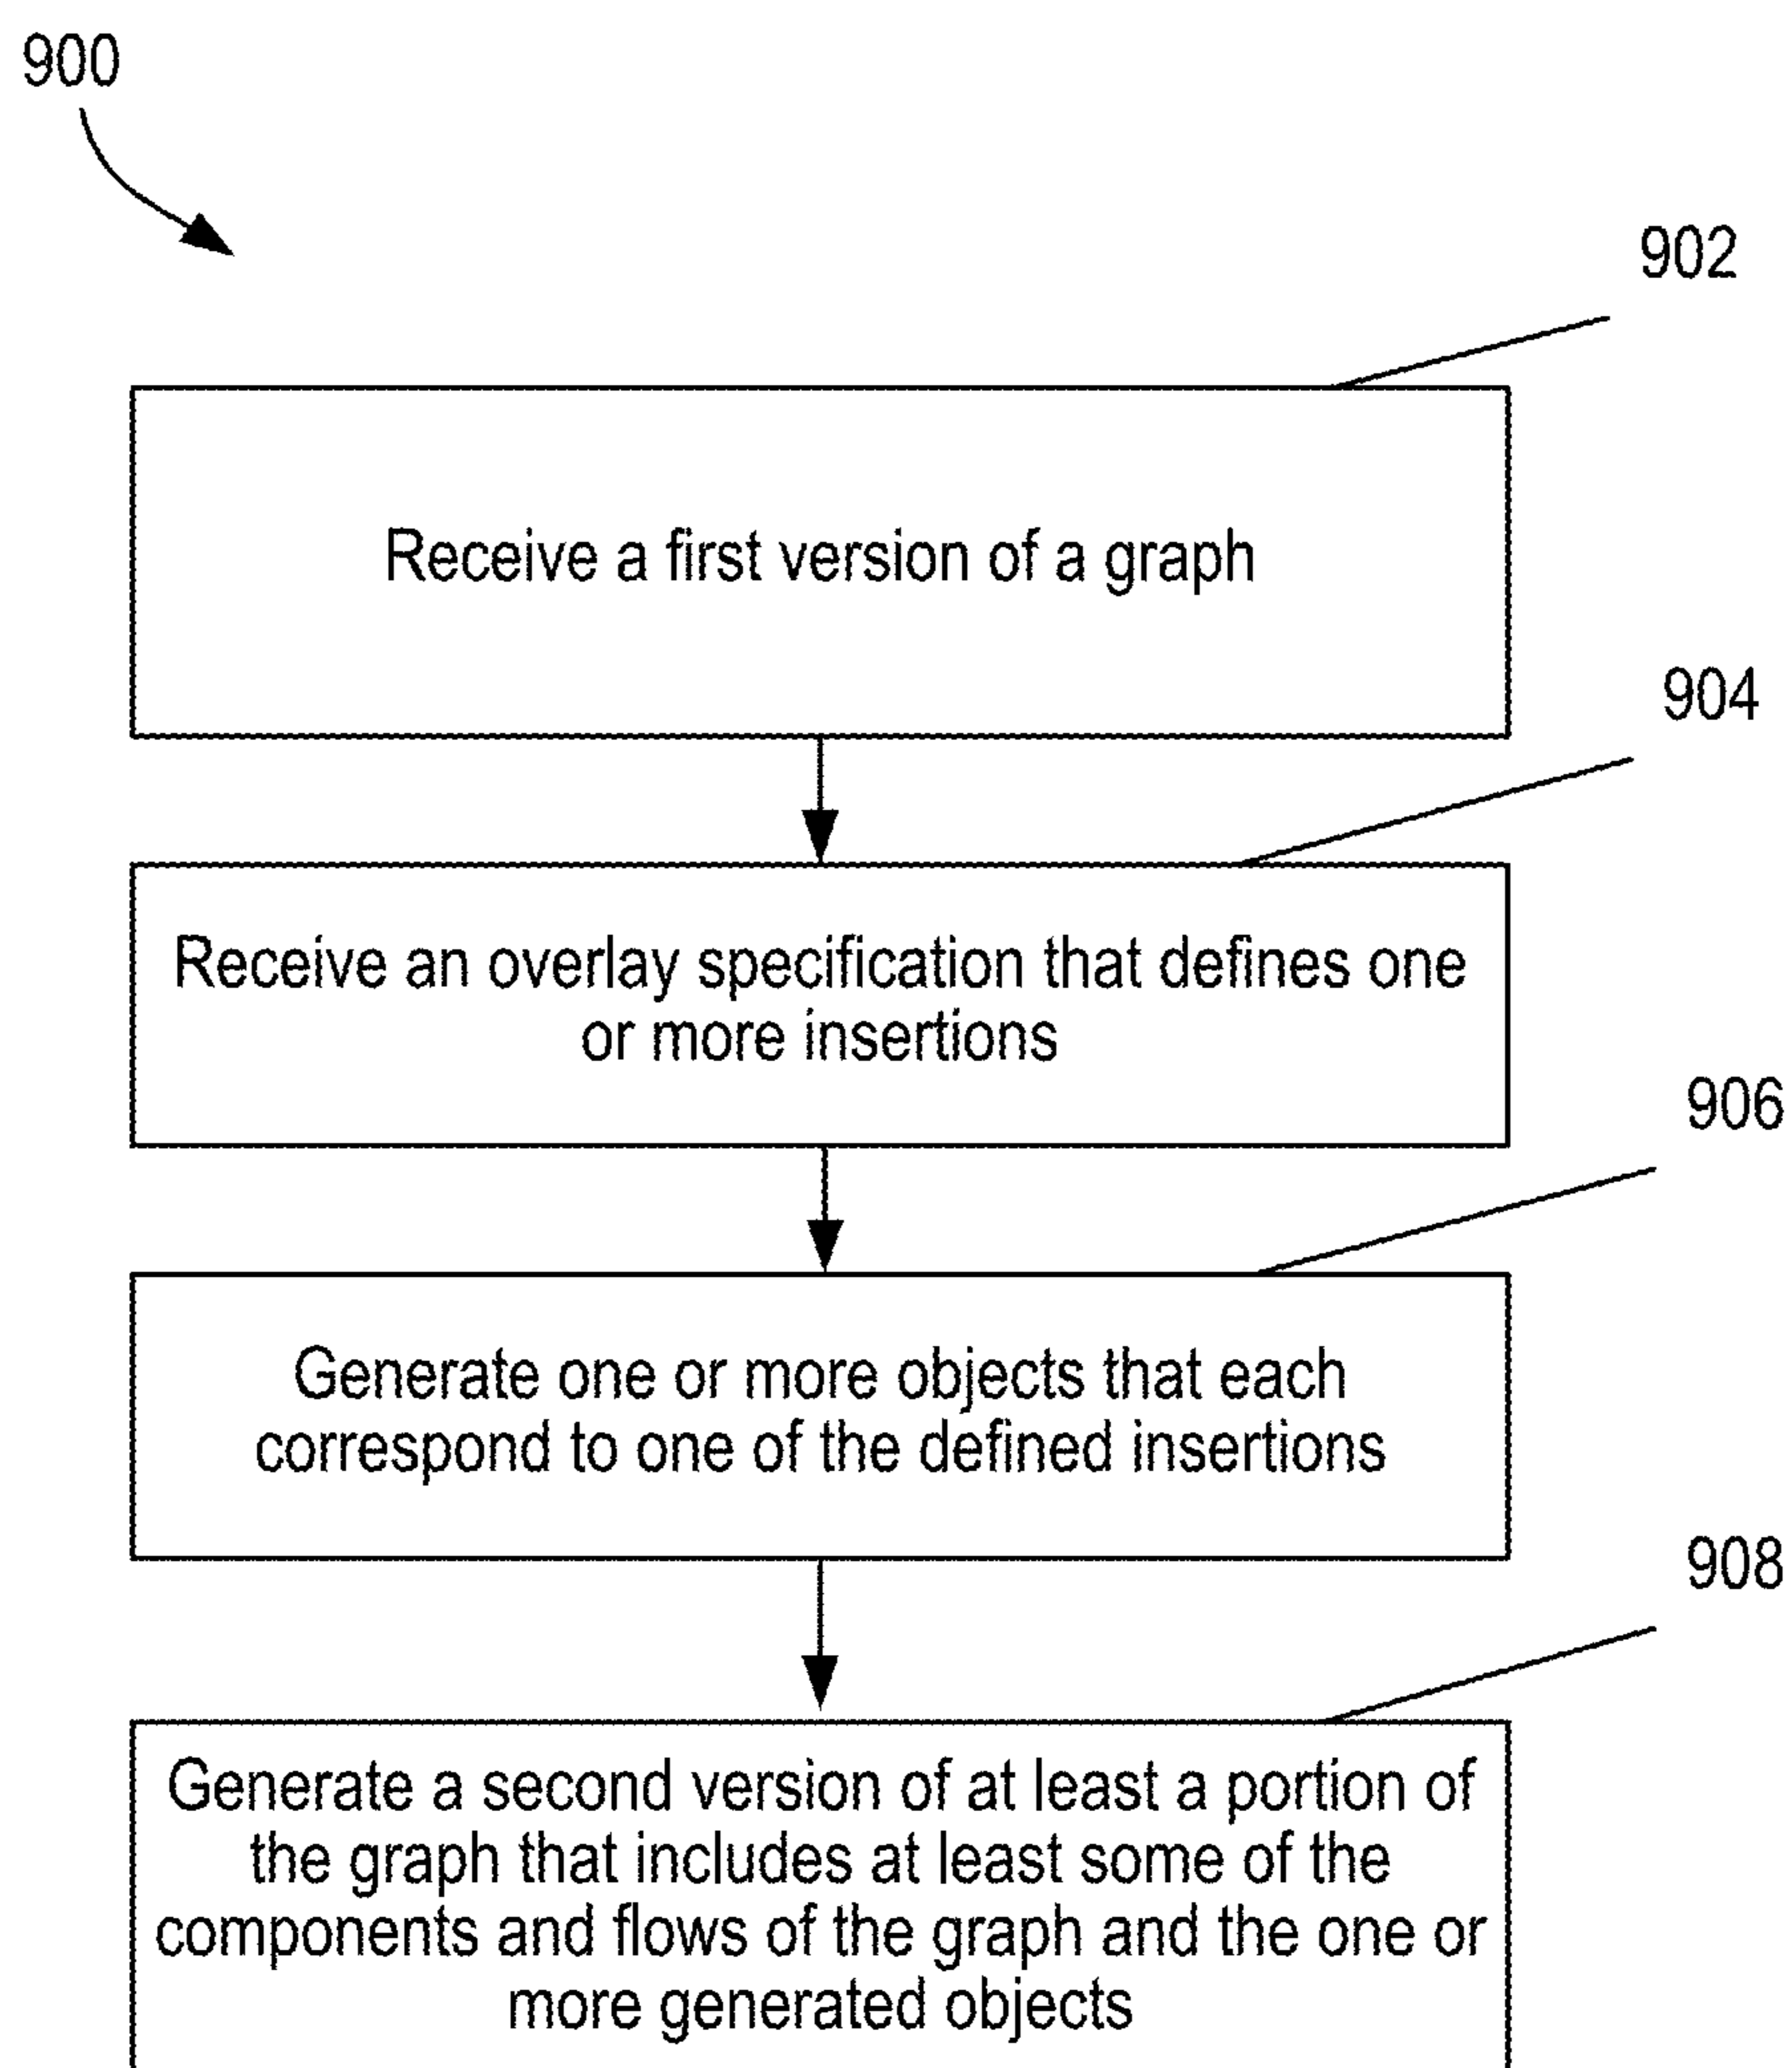 900
902
Receive a first version of a graph
904
Receive an overlay specification that defines one
or more insertions
906
Generate one or more objects that each
correspond to one of the defined insertions
908
Generate a second version of at least a portion of
the graph that includes at least some of the
components and flows of the graph and the one or
more generated objects